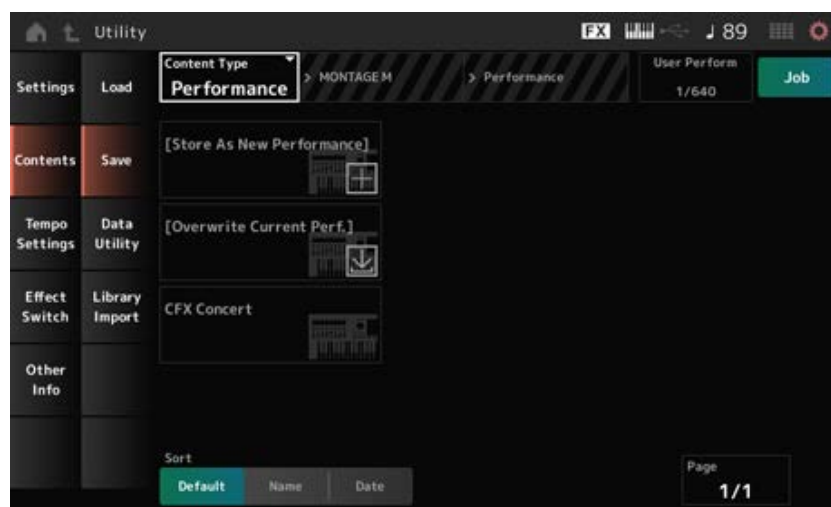 Utility
FX
♩ 89
Settings
Load
Content Type
Performance
> MONTAGE M
> Performance
User Perform
1/640
Job
Contents
Save
[Store As New Performance]
Tempo
Settings
Data
Utility
[Overwrite Current Perf.]
Effect
Switch
Library
Import
CFX Concert
Other
Info
Sort
Default
Name
Date
Page
1/1